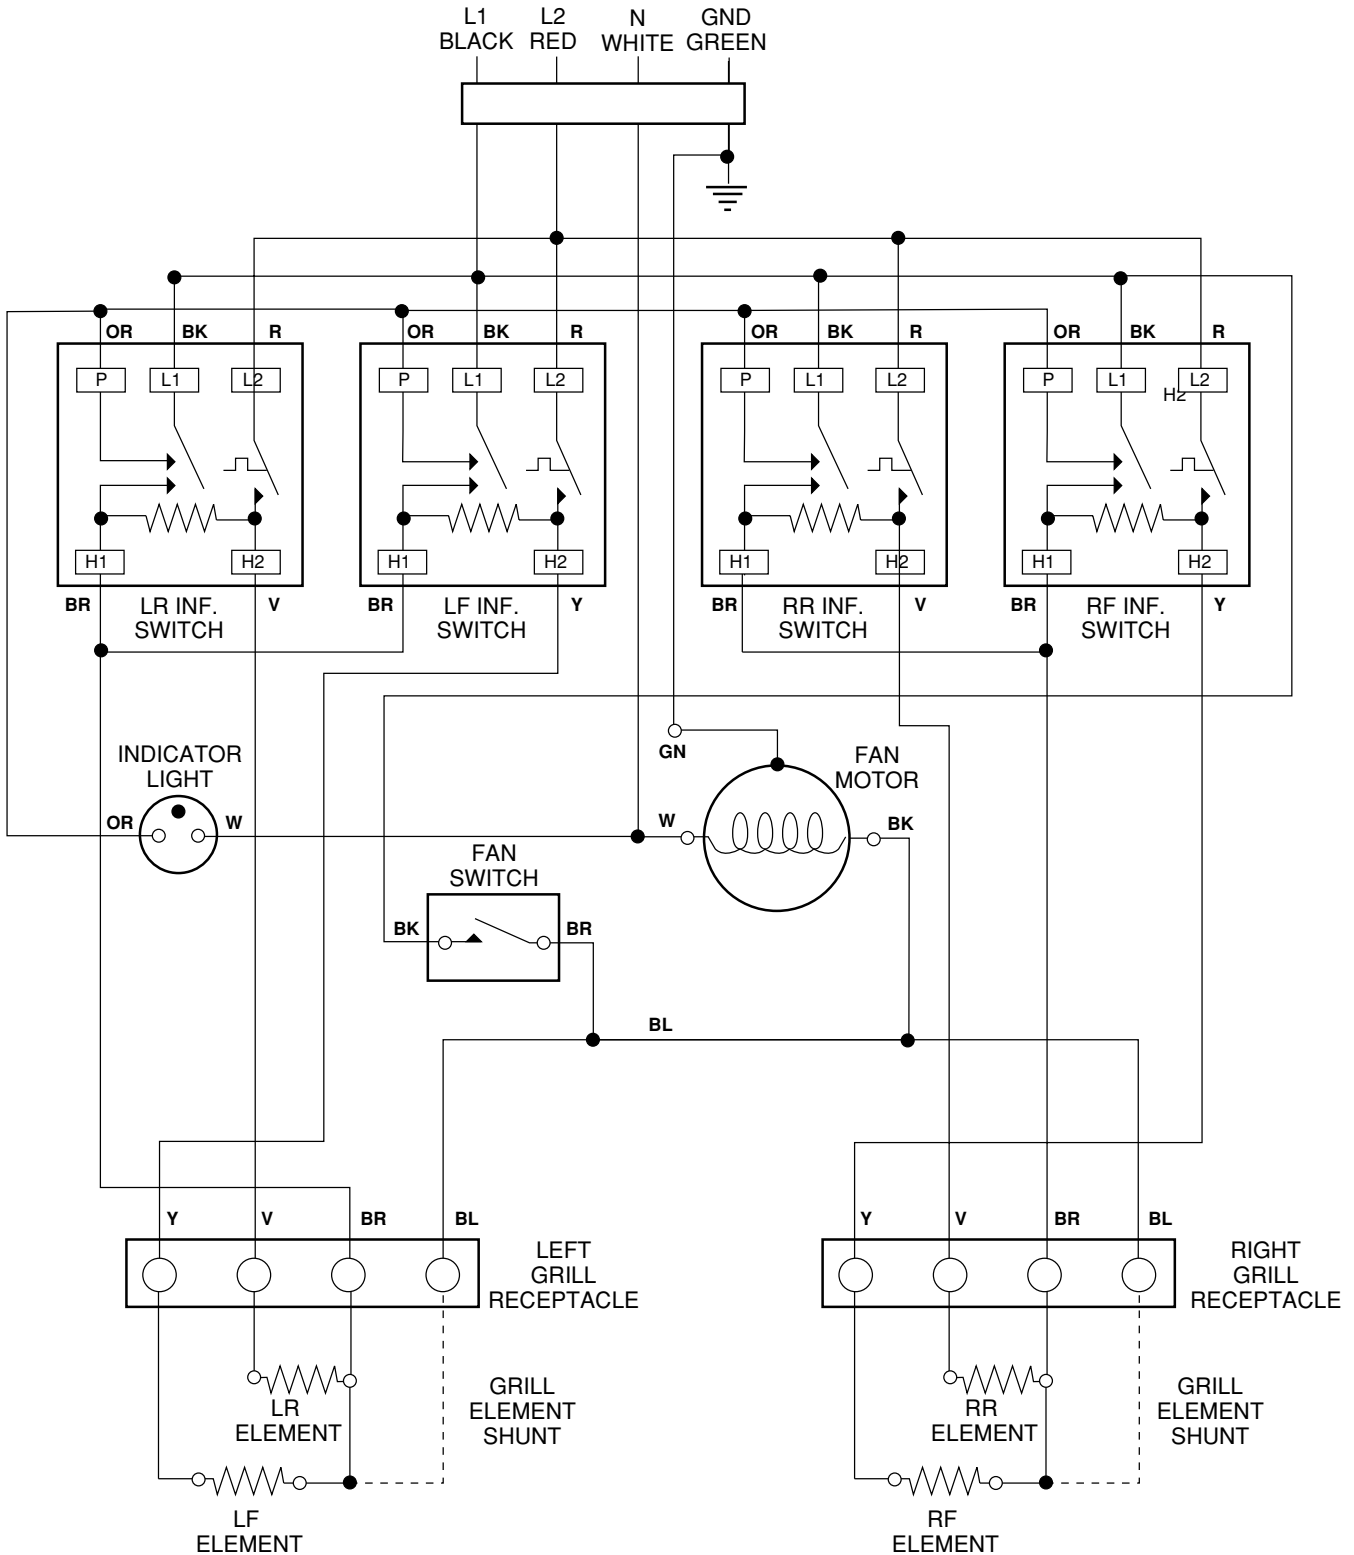 L1 L2 N GND
BLACK RED WHITE GREEN
OR BK R OR BK R OR BK R OR BK R
P L1 L2 P L1 L2 P L1 L2 P L1 L2
H2
H1 H2 H1 H2 H1 H2 H1 H2
BR LR INF. V BR LF INF. Y BR RR INF. V BR RF INF. Y
SWITCH SWITCH SWITCH SWITCH
INDICATOR
LIGHT
GN
FAN
MOTOR
OR W W BK
FAN
SWITCH
BK BR
BL
Y V BR BL Y V BR BL
LEFT
GRILL
RECEPTACLE
RIGHT
GRILL
RECEPTACLE
LR
ELEMENT
GRILL
ELEMENT
SHUNT
RR
ELEMENT
GRILL
ELEMENT
SHUNT
LF
ELEMENT
RF
ELEMENT